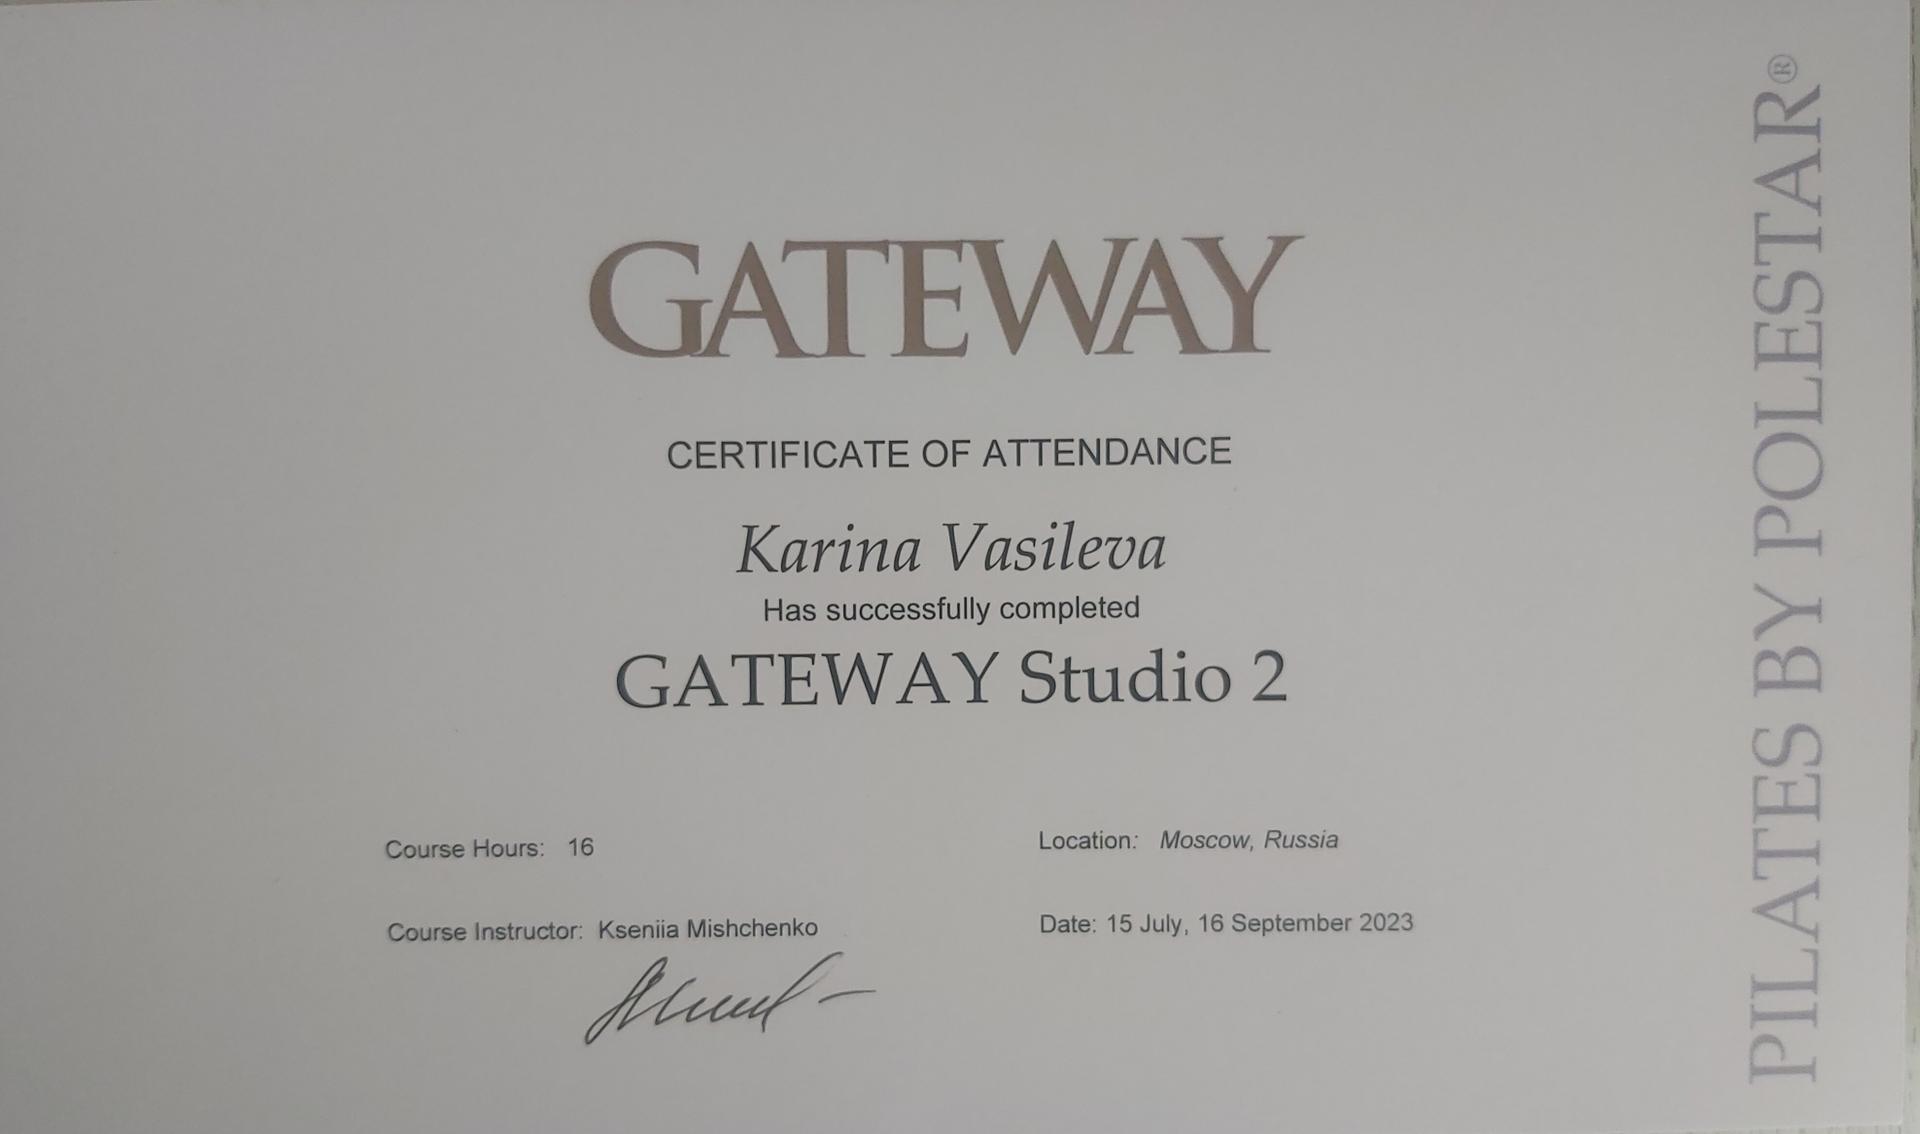 GATEWAY
CERTIFICATE OF ATTENDANCE
Karina Vasileva
Has successfully completed
GATEWAY Studio 2
Course Hours: 16
Location: Moscow, Russia
Course Instructor: Kseniia Mishchenko
Date: 15 July, 16 September 2023
PILATES BY POLESTAR®